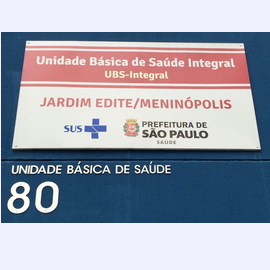 Unidade Básica de Saúde Integral
UBS-Integral
JARDIM EDITE/MENINÓPOLIS
SUS
PREFEITURA DE
SÃO PAULO
SAÚDE
UNIDADE BÁSICA DE SAÚDE
80